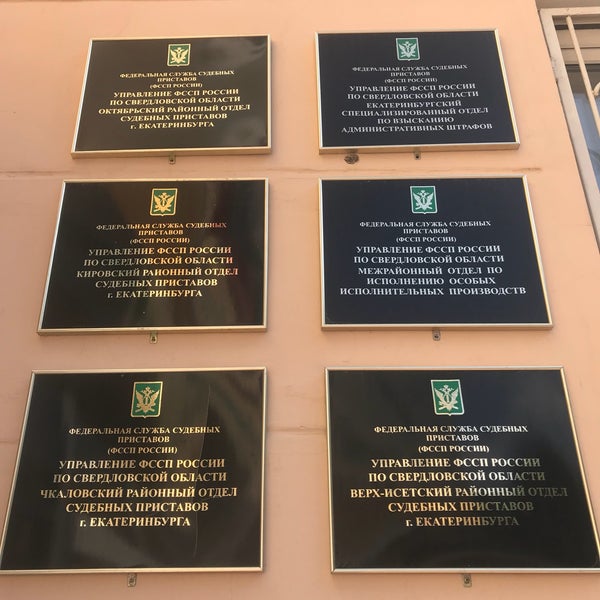 ФЕДЕРАЛЬНАЯ СЛУЖБА СУДЕБНЫХ
ПРИСТАВОВ
(ФССП РОССИИ)
УПРАВЛЕНИЕ ФССП РОССИИ
ПО СВЕРДЛОВСКОЙ ОБЛАСТИ
ОКТЯБРЬСКИЙ РАЙОННЫЙ ОТДЕЛ
СУДЕБНЫХ ПРИСТАВОВ
г. ЕКАТЕРИНБУРГА
ФЕДЕРАЛЬНАЯ СЛУЖБА СУДЕБНЫХ
ПРИСТАВОВ
(ФССП РОССИИ)
УПРАВЛЕНИЕ ФССП РОССИИ
ПО СВЕРДЛОВСКОЙ ОБЛАСТИ
ЕКАТЕРИНБУРГСКИЙ
СПЕЦИАЛИЗИРОВАННЫЙ ОТДЕЛ
ПО ВЗЫСКАНИЮ
АДМИНИСТРАТИВНЫХ ШТРАФОВ
ФЕДЕРАЛЬНАЯ СЛУЖБА СУДЕБНЫХ
ПРИСТАВОВ
(ФССП РОССИИ)
УПРАВЛЕНИЕ ФССП РОССИИ
ПО СВЕРДЛОВСКОЙ ОБЛАСТИ
КИРОВСКИЙ РАЙОННЫЙ ОТДЕЛ
СУДЕБНЫХ ПРИСТАВОВ
г. ЕКАТЕРИНБУРГА
ФЕДЕРАЛЬНАЯ СЛУЖБА СУДЕБНЫХ
ПРИСТАВОВ
(ФССП РОССИИ)
УПРАВЛЕНИЕ ФССП РОССИИ
ПО СВЕРДЛОВСКОЙ ОБЛАСТИ
МЕЖРАЙОННЫЙ ОТДЕЛ ПО
ИСПОЛНЕНИЮ ОСОБЫХ
ИСПОЛНИТЕЛЬНЫХ ПРОИЗВОДСТВ
ФЕДЕРАЛЬНАЯ СЛУЖБА СУДЕБНЫХ
ПРИСТАВОВ
(ФССП РОССИИ)
УПРАВЛЕНИЕ ФССП РОССИИ
ПО СВЕРДЛОВСКОЙ ОБЛАСТИ
ЧКАЛОВСКИЙ РАЙОННЫЙ ОТДЕЛ
СУДЕБНЫХ ПРИСТАВОВ
г. ЕКАТЕРИНБУРГА
ФЕДЕРАЛЬНАЯ СЛУЖБА СУДЕБНЫХ
ПРИСТАВОВ
(ФССП РОССИИ)
УПРАВЛЕНИЕ ФССП РОССИИ
ПО СВЕРДЛОВСКОЙ ОБЛАСТИ
ВЕРХ-ИСЕТСКИЙ РАЙОННЫЙ ОТДЕЛ
СУДЕБНЫХ ПРИСТАВОВ
г. ЕКАТЕРИНБУРГА